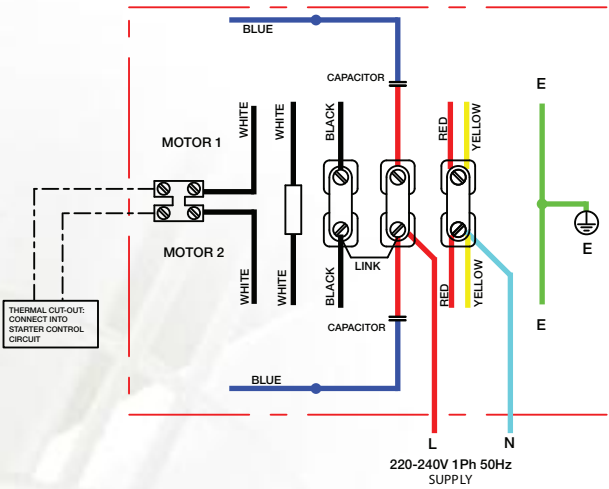 BLUE
CAPACITOR
E
WHITE
WHITE
BLACK
RED
YELLOW
MOTOR 1
E
MOTOR 2
LINK
WHITE
WHITE
BLACK
RED
YELLOW
THERMAL CUT-OUT:
CONNECT INTO
STARTER CONTROL
CIRCUIT
CAPACITOR
E
BLUE
L
N
220-240V 1Ph 50Hz
SUPPLY